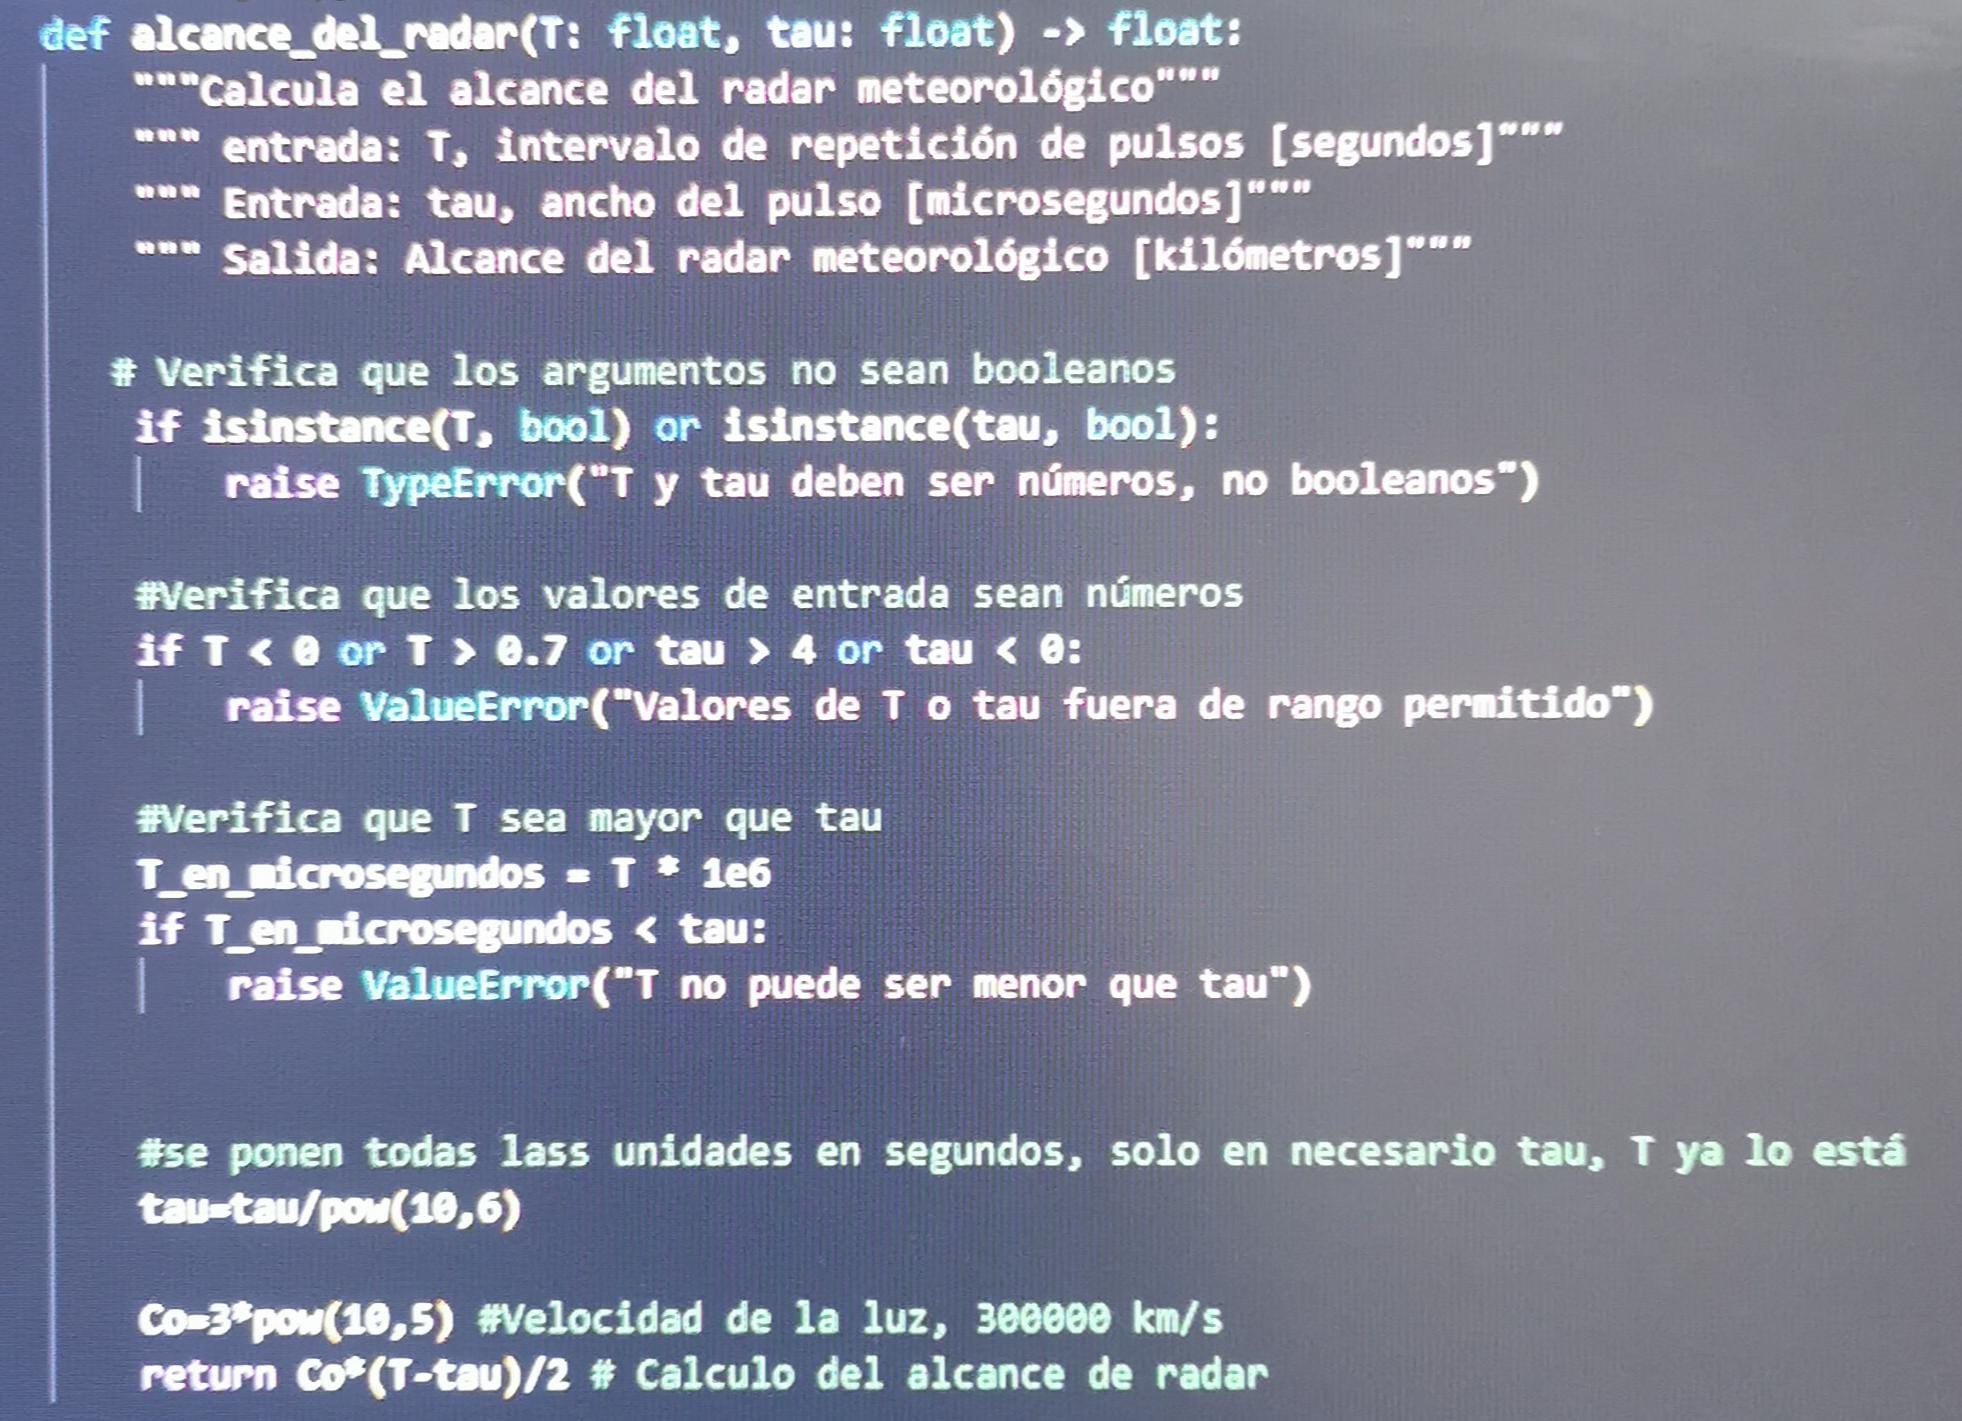 def alcance_del_radar(T: float, tau: float) -> float:
"""Calcula el alcance del radar meteorológico"""
""" entrada: T, intervalo de repetición de pulsos [segundos]"""
""" Entrada: tau, ancho del pulso [microsegundos]"""
""" Salida: Alcance del radar meteorológico [kilómetros]"""
# Verifica que los argumentos no sean booleanos
if isinstance(T, bool) or isinstance(tau, bool):
raise TypeError("T y tau deben ser números, no booleanos")
#Verifica que los valores de entrada sean números
if T < 0 or T > 0.7 or tau > 4 or tau < 0:
raise ValueError("Valores de T o tau fuera de rango permitido")
#Verifica que T sea mayor que tau
T_en_microsegundos = T * 1e6
if T_en_microsegundos < tau:
raise ValueError("T no puede ser menor que tau")
#se ponen todas lass unidades en segundos, solo en necesario tau, T ya lo está
tau=tau/pow(10,6)
Co=3*pow(10,5) #Velocidad de la luz, 300000 km/s
return Co*(T-tau)/2 # Calculo del alcance de radar